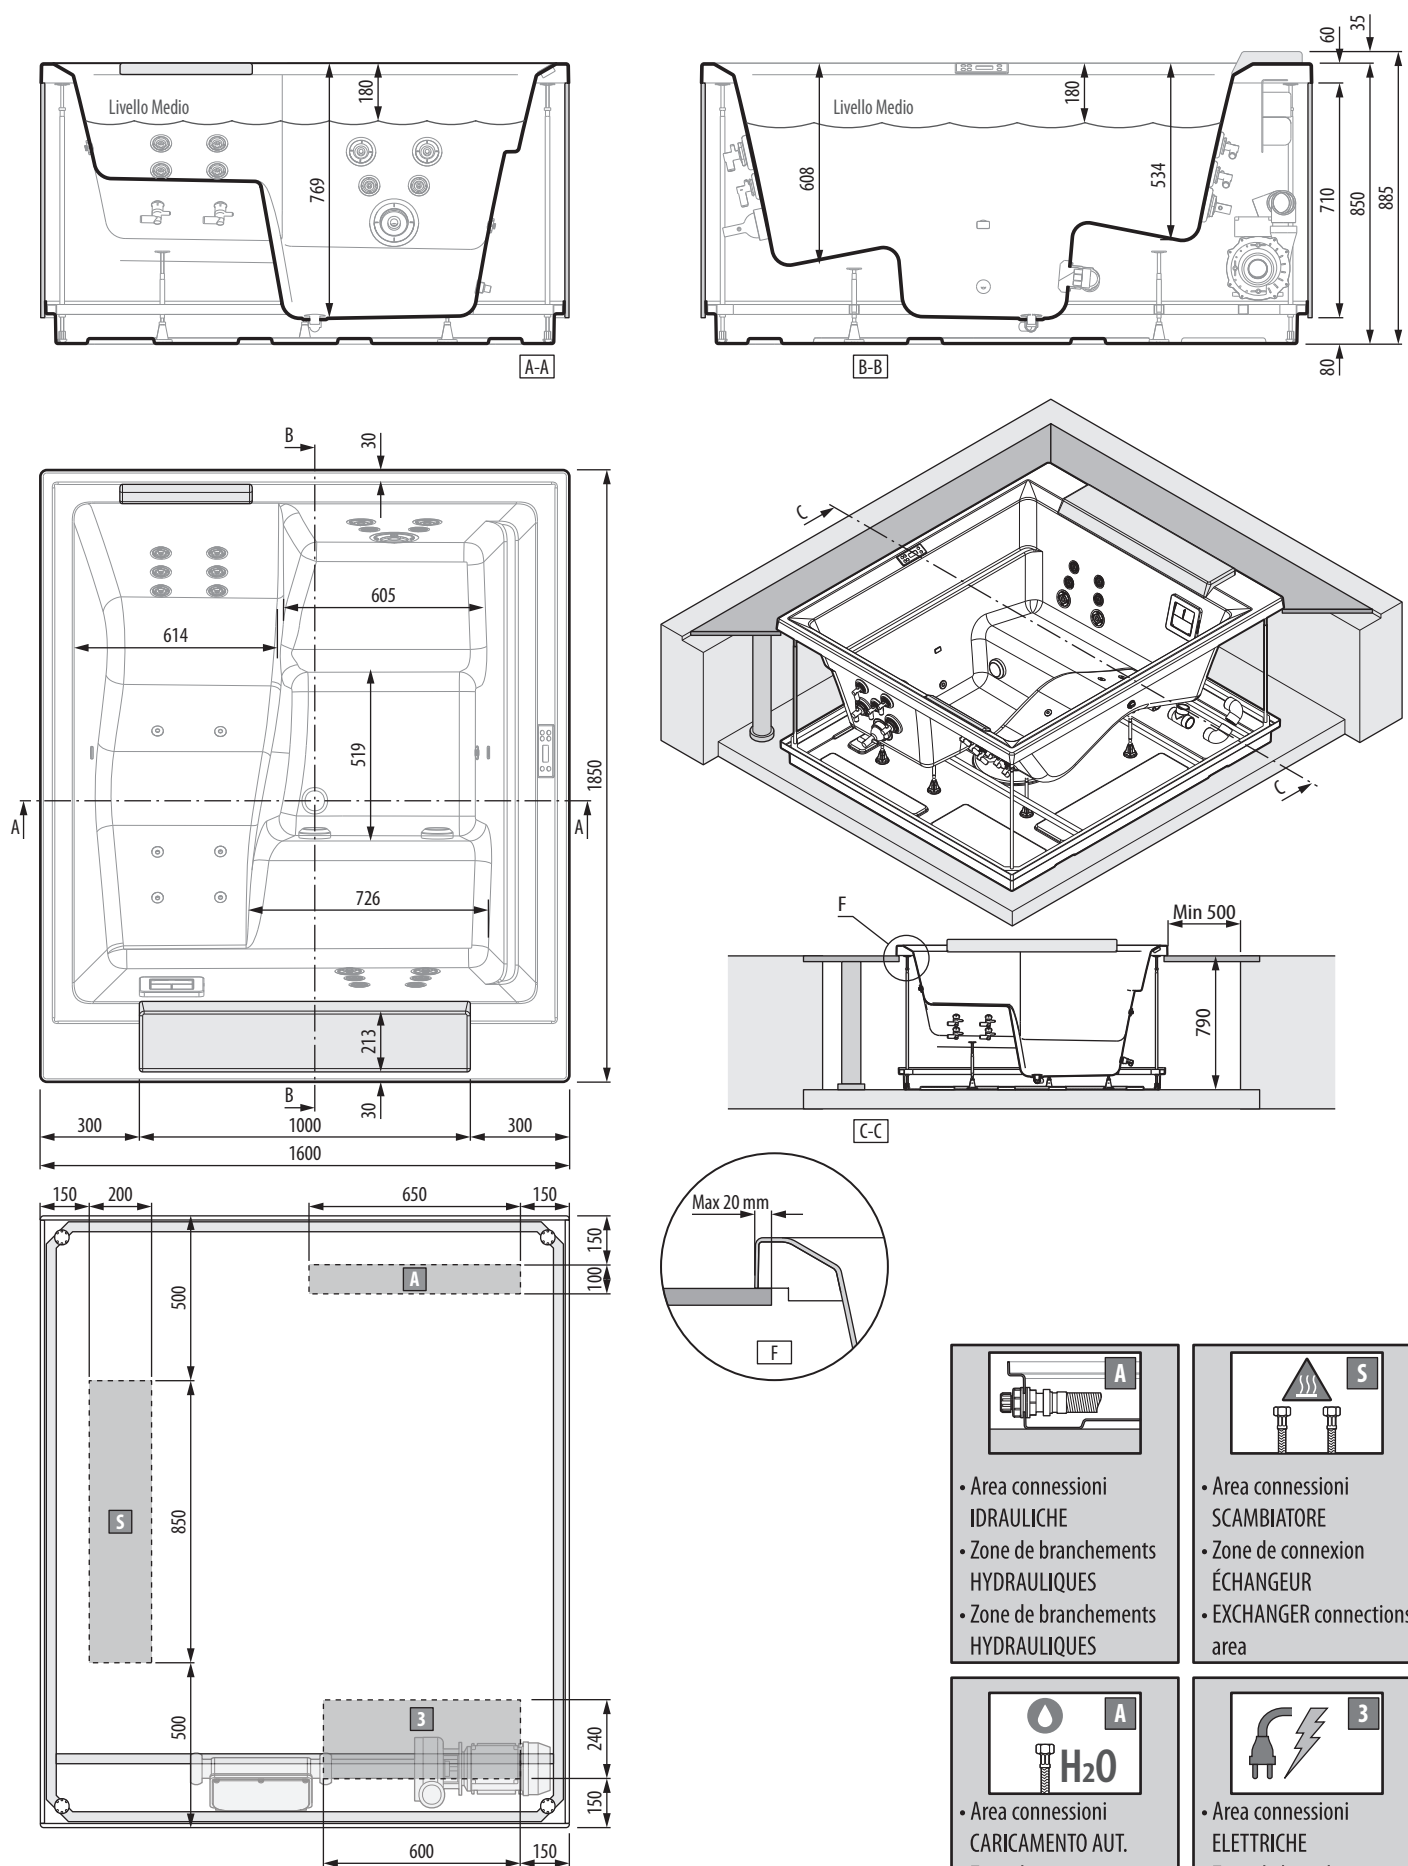 Livello Medio
180
769
A-A
Livello Medio
180
608
534
60
35
710
850
885
80
B-B
B
30
605
614
519
1850
A
A
726
213
B
30
300
1000
300
1600
C
C
F
Min 500
790
C-C
150
200
650
150
150
100
A
500
S
850
500
3
240
150
600
150
Max 20 mm
F
A
• Area connessioni
IDRAULICHE
• Zone de branchements
HYDRAULIQUES
• Zone de branchements
HYDRAULIQUES
S
• Area connessioni
SCAMBIATORE
• Zone de connexion
ÉCHANGEUR
• EXCHANGER connections
area
A
H2O
• Area connessioni
CARICAMENTO AUT.
3
• Area connessioni
ELETTRICHE